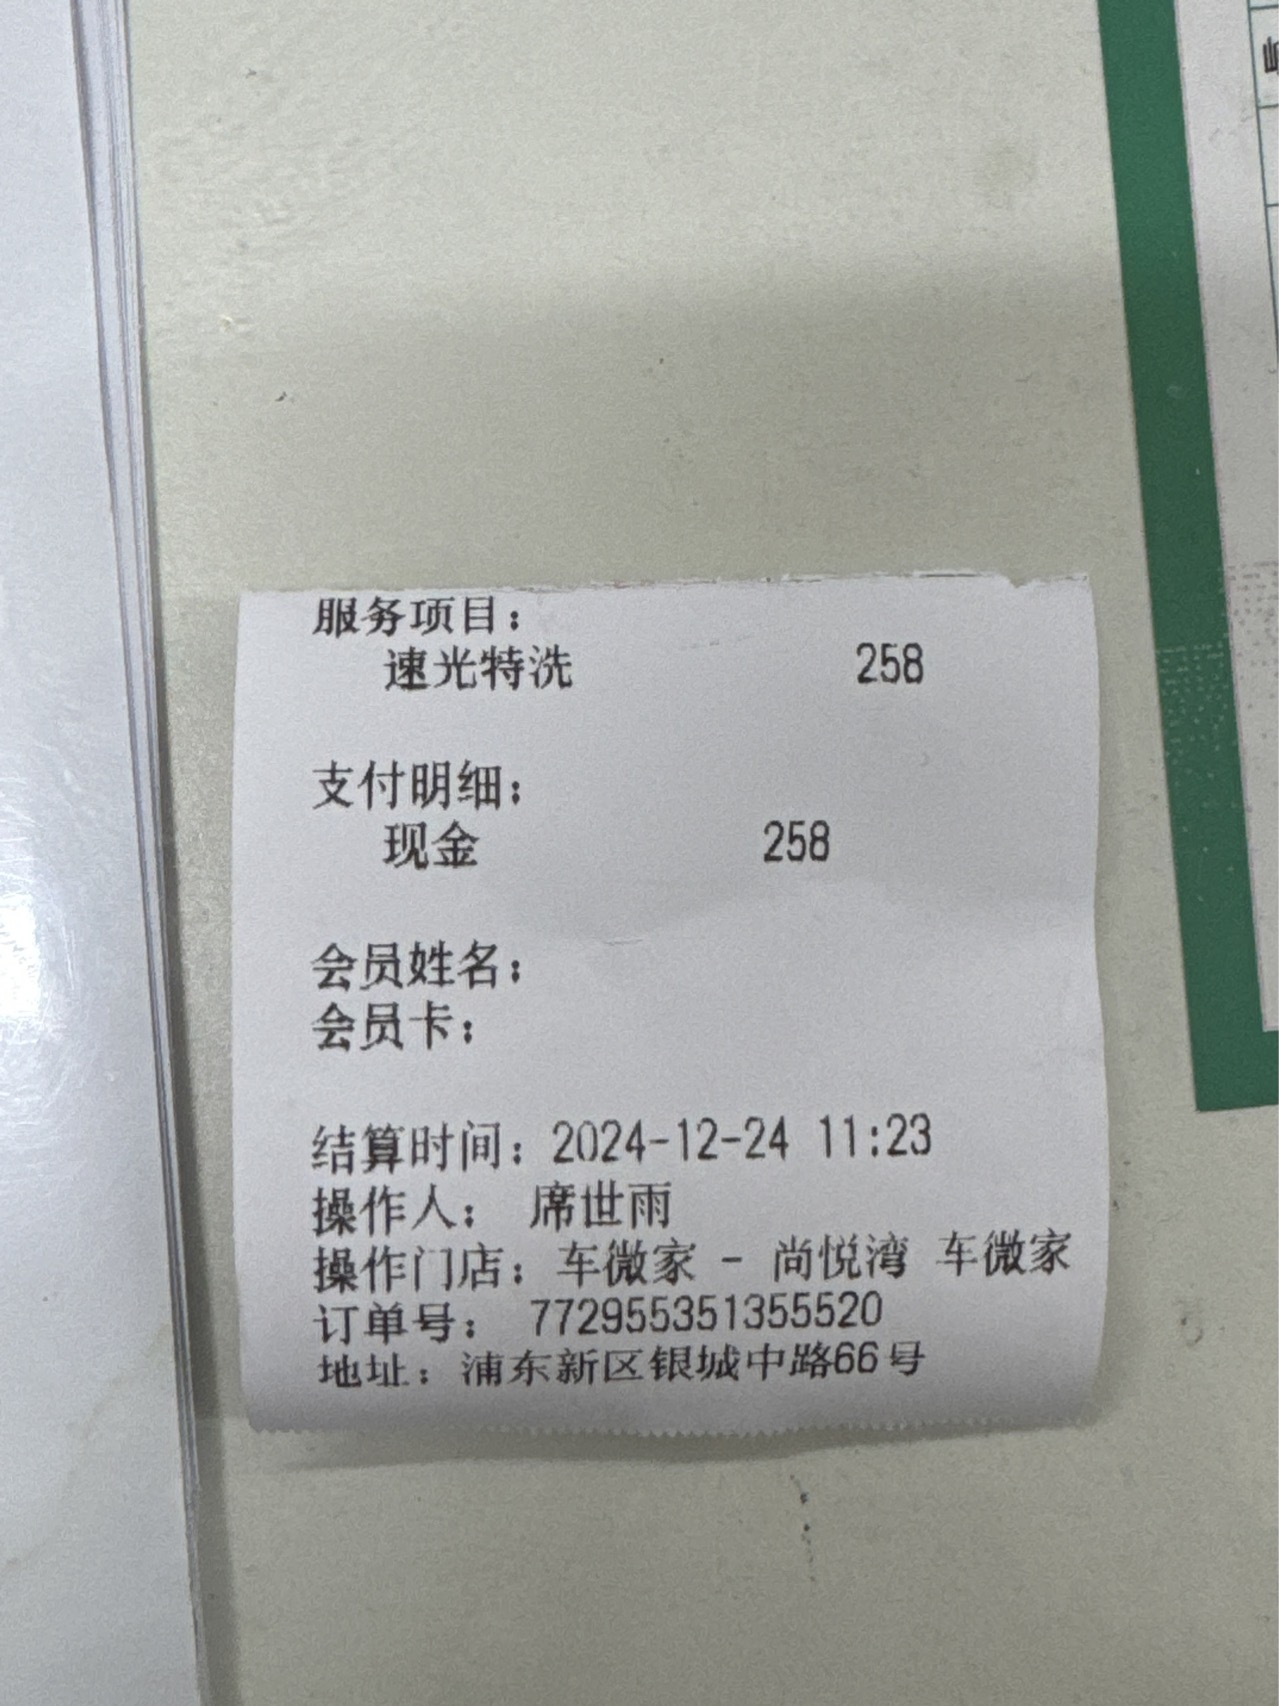 服务项目：
速光特洗 258
支付明细：
现金 258
会员姓名：
会员卡：
结算时间：2024-12-24 11:23
操作人： 席世雨
操作门店：车微家 - 尚悦湾 车微家
订单号： 772955351355520
地址：浦东新区银城中路66号